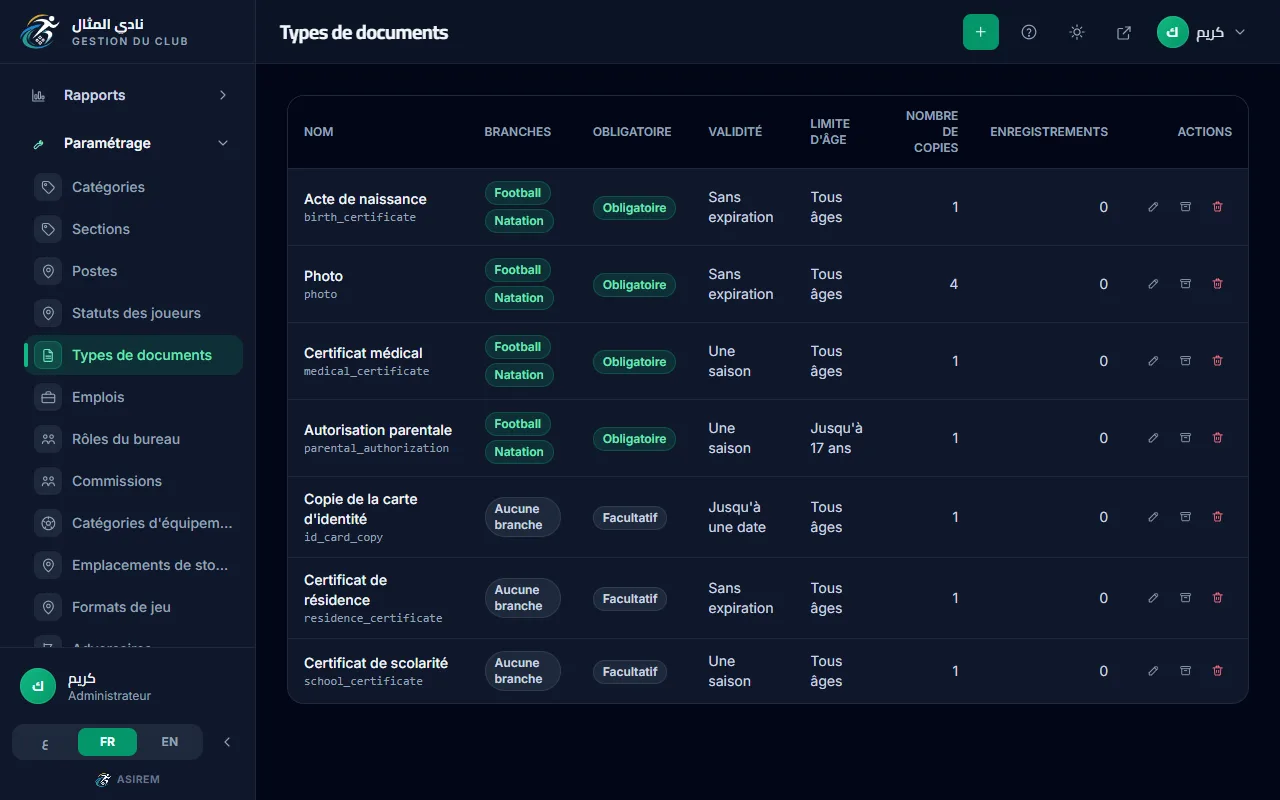 نادي المثال
GESTION DU CLUB
Types de documents
كريم
ك
Rapports
Paramétrage
Catégories
Sections
Postes
Statuts des joueurs
Types de documents
Emplois
Rôles du bureau
Commissions
Catégories d'équipem...
Emplacements de sto...
Formats de jeu
ك
كريم
Administrateur
ع FR EN
ASIREM
NOM BRANCHES OBLIGATOIRE VALIDITÉ LIMITE D'ÂGE NOMBRE DE COPIES ENREGISTREMENTS ACTIONS
Acte de naissance
birth_certificate
Football
Natation
Obligatoire
Sans
expiration
Tous
âges
1
0
Photo
photo
Football
Natation
Obligatoire
Sans
expiration
Tous
âges
4
0
Certificat médical
medical_certificate
Football
Natation
Obligatoire
Une
saison
Tous
âges
1
0
Autorisation parentale
parental_authorization
Football
Natation
Obligatoire
Une
saison
Jusqu'à
17 ans
1
0
Copie de la carte
d'identité
id_card_copy
Aucune
branche
Facultatif
Jusqu'à
une date
Tous
âges
1
0
Certificat de
résidence
residence_certificate
Aucune
branche
Facultatif
Sans
expiration
Tous
âges
1
0
Certificat de scolarité
school_certificate
Aucune
branche
Facultatif
Une
saison
Tous
âges
1
0